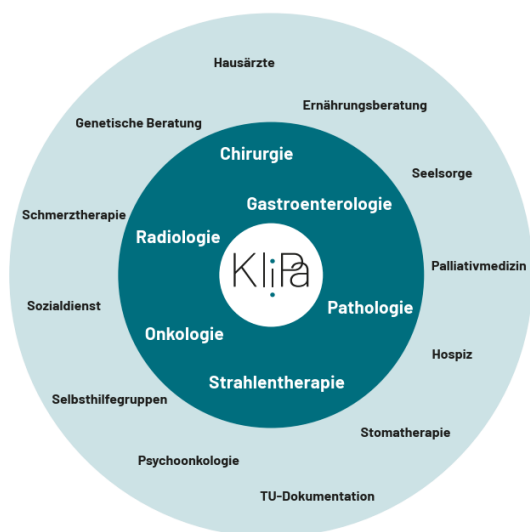 Hausärzte
Ernährungsberatung
Genetische Beratung
Chirurgie
Seelsorge
Gastroenterologie
Schmerztherapie
Radiologie
KliPa
Palliativmedizin
Sozialdienst
Pathologie
Onkologie
Hospiz
Strahlentherapie
Selbsthilfegruppen
Stomatherapie
Psychoonkologie
TU-Dokumentation